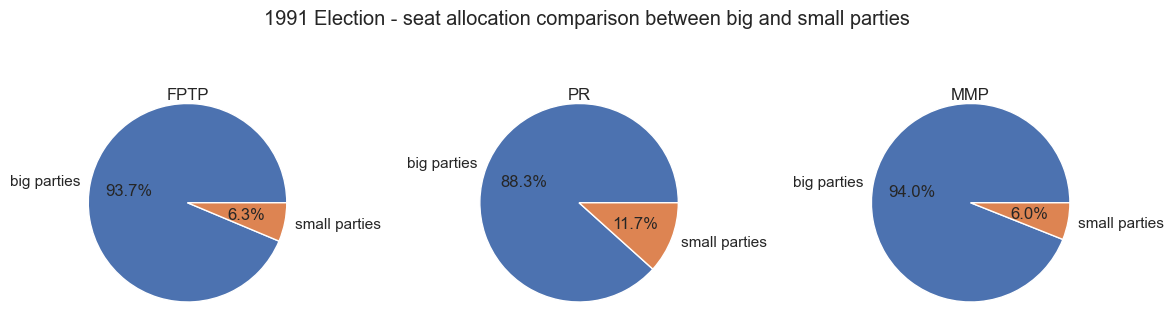 1991 Election - seat allocation comparison between big and small parties
FPTP
big parties
93.7%
6.3%
small parties
PR
big parties
88.3%
11.7%
small parties
MMP
big parties
94.0%
6.0%
small parties